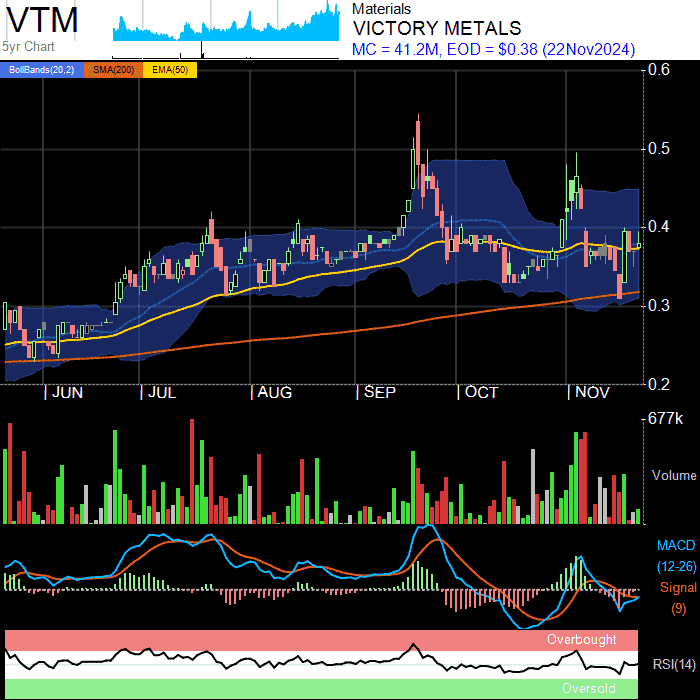 VTM
5yr Chart
Materials
VICTORY METALS
MC = 41.2M, EOD = $0.38 (22Nov2024)
BollBands(20,2) SMA(200) EMA(50)
0.6
0.5
0.4
0.3
0.2
JUN JUL AUG SEP OCT NOV
677k
Volume
MACD
(12-26)
Signal
(9)
Overbought
RSI(14)
Oversold